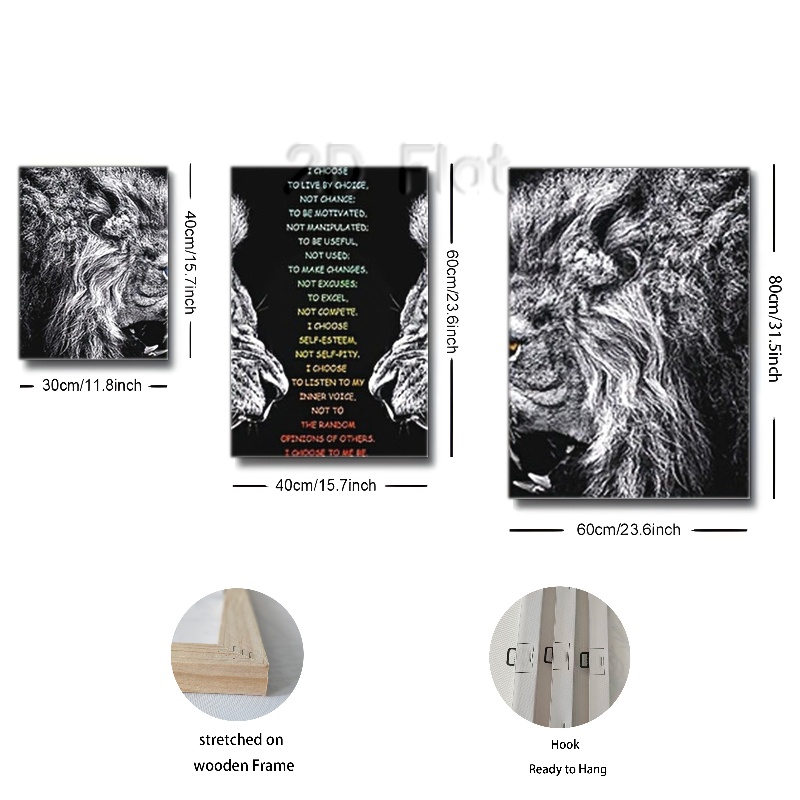 2D Flat
I CHOOSE
TO LIVE BY CHOICE,
NOT CHANCE;
TO BE MOTIVATED,
NOT MANIPULATED;
TO BE USEFUL,
NOT USED;
TO MAKE CHANGES,
NOT EXCUSES;
TO EXCEL,
NOT COMPETE.
I CHOOSE
SELF-ESTEEM,
NOT SELF-PITY.
I CHOOSE
TO LISTEN TO MY
INNER VOICE,
NOT TO
THE RANDOM
OPINIONS OF OTHERS.
I CHOOSE TO ME BE.
40cm/15.7inch
30cm/11.8inch
60cm/23.6inch
40cm/15.7inch
80cm/31.5inch
60cm/23.6inch
stretched on
wooden Frame
Hook
Ready to Hang